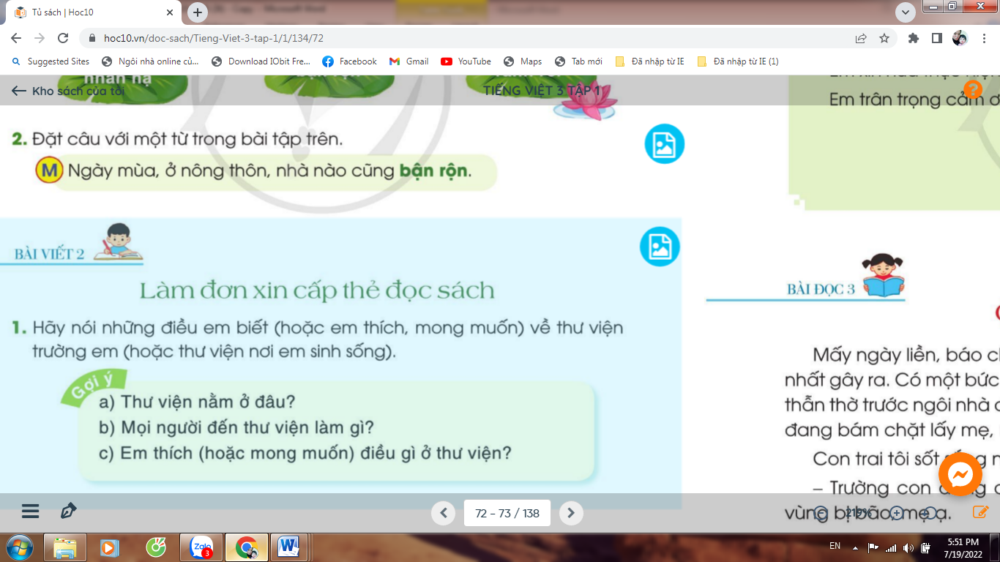 Tủ sách | Hoc10
hoc10.vn/doc-sach/Tieng-Viet-3-tap-1/1/134/72
Suggested Sites
Ngôi nhà online củ...
Download IObit Fre...
Facebook
Gmail
YouTube
Maps
Tab mới
Đã nhập từ IE
Đã nhập từ IE (1)
Kho sách của tôi
TIẾNG VIỆT 3 TẬP 1
?
2. Đặt câu với một từ trong bài tập trên.
M Ngày mùa, ở nông thôn, nhà nào cũng bận rộn.
BÀI VIẾT 2
Làm đơn xin cấp thẻ đọc sách
1. Hãy nói những điều em biết (hoặc em thích, mong muốn) về thư viện
trường em (hoặc thư viện nơi em sinh sống).
Gợi ý
a) Thư viện nằm ở đâu?
b) Mọi người đến thư viện làm gì?
c) Em thích (hoặc mong muốn) điều gì ở thư viện?
Em trân trọng cảm
BÀI ĐỌC 3
Mấy ngày liền, báo
nhất gây ra. Có một bức
thẫn thờ trước ngôi nhà
đang bám chặt lấy mẹ,
Con trai tôi sốt
– Trường con
vùng bị bão mẹ ạ.
72 - 73 / 138
219%
Zalo
3
EN
5:51 PM
7/19/2022